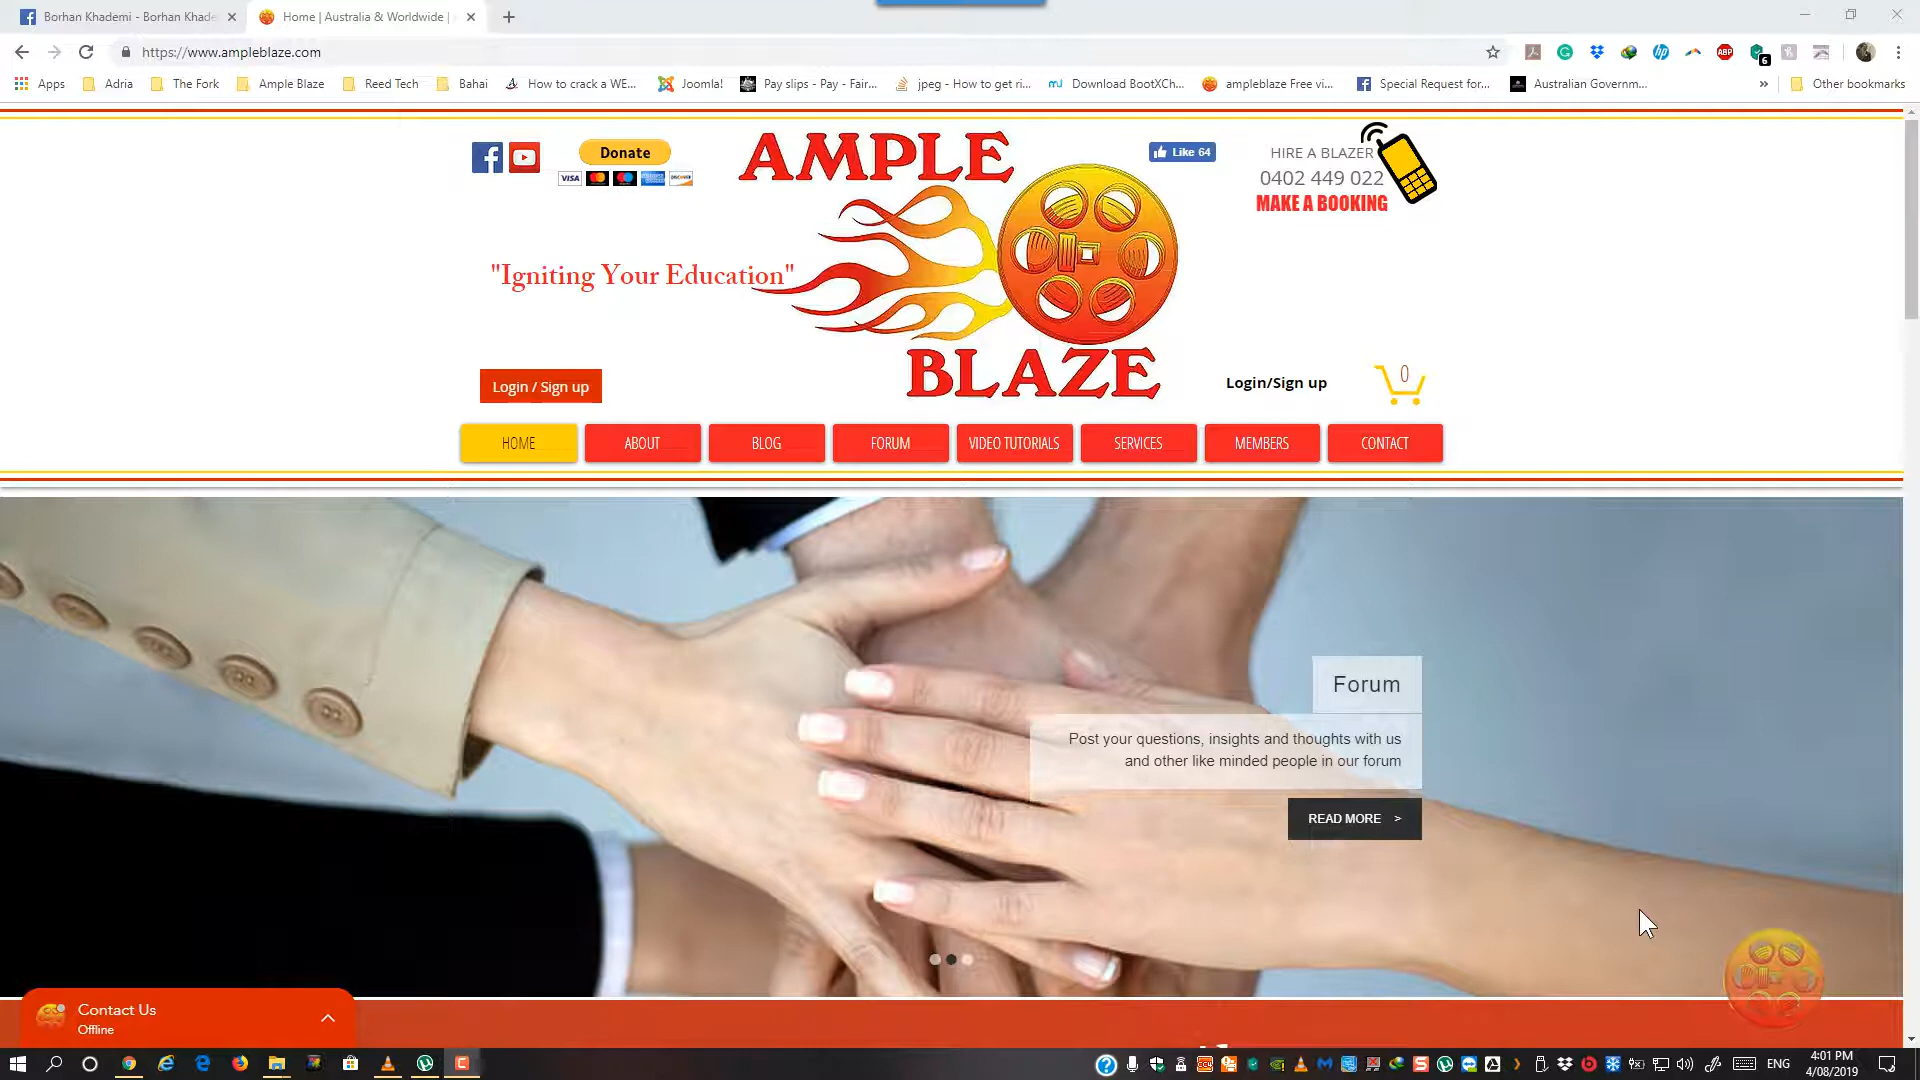 Borhan Khademi - Borhan Khade
Home | Australia & Worldwide |
https://www.ampleblaze.com
Apps
Adria
The Fork
Ample Blaze
Reed Tech
Bahai
How to crack a WE...
Joomla!
Pay slips - Pay - Fair...
jpeg - How to get ri...
Download BootXCh...
ampleblaze Free vi...
Special Request for...
Australian Governm...
»
Other bookmarks
ABP
6
Donate
VISA
AMPLE
BLAZE
Like 64
HIRE A BLAZER
0402 449 022
MAKE A BOOKING
"Igniting Your Education"
Login / Sign up
Login/Sign up
0
HOME
ABOUT
BLOG
FORUM
VIDEO TUTORIALS
SERVICES
MEMBERS
CONTACT
Forum
Post your questions, insights and thoughts with us
and other like minded people in our forum
READ MORE >
Contact Us
Offline
ENG
4:01 PM
4/08/2019